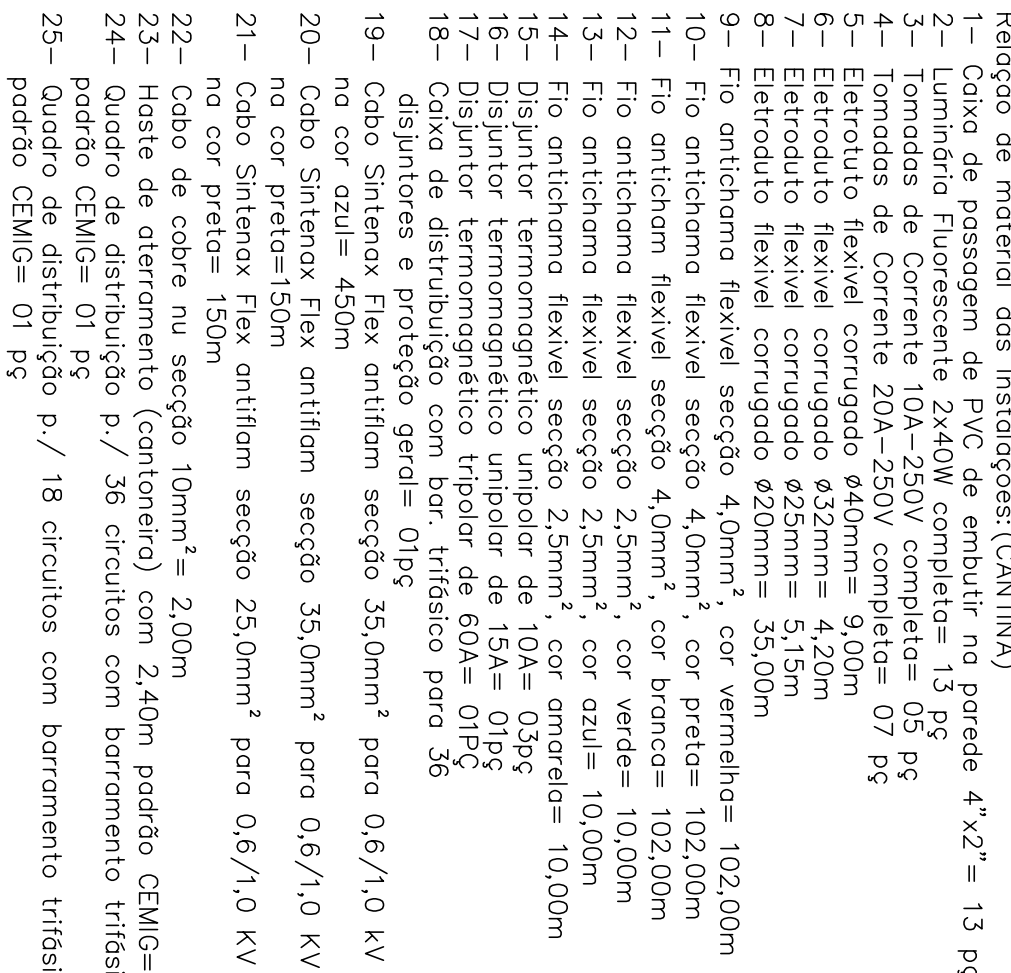 Relação de material das Instalações: (CANTINA)
1– Caixa de passagem de PVC de embutir na parede 4”x2”= 13 pç
2– Luminária Fluorescente 2x40W completa= 13 pç
3– Tomadas de Corrente 10A–250V completa= 05 pç
4– Tomadas de Corrente 20A–250V completa= 07 pç
5– Eletrotuto flexivel corrugado ø40mm= 9,00m
6– Eletroduto flexivel corrugado ø32mm= 4,20m
7– Eletroduto flexivel corrugado ø25mm= 5,15m
8– Eletroduto flexivel corrugado ø20mm= 35,00m
9– Fio antichama flexivel secção 4,0mm², cor vermelha= 102,00m
10– Fio antichama flexivel secção 4,0mm², cor preta= 102,00m
11– Fio anticham flexivel secção 4,0mm², cor branca= 102,00m
12– Fio antichama flexivel secção 2,5mm², cor verde= 10,00m
13– Fio antichama flexivel secção 2,5mm², cor azul= 10,00m
14– Fio antichama flexivel secção 2,5mm², cor amarela= 10,00m
15– Disjuntor termomagnético unipolar de 10A= 03pç
16– Disjuntor termomagnético unipolar de 15A= 01pç
17– Disjuntor termomagnético tripolar de 60A= 01PÇ
18– Caixa de distruibuição com bar. trifásico para 36
disjuntores e proteção geral= 01pç
19– Cabo Sintenax Flex antiflam secção 35,0mm² para 0,6/1,0 kV
na cor azul= 450m
20– Cabo Sintenax Flex antiflam secção 35,0mm² para 0,6/1,0 KV
na cor preta=150m
21– Cabo Sintenax Flex antiflam secção 25,0mm² para 0,6/1,0 KV
na cor preta= 150m
22– Cabo de cobre nu secção 10mm²= 2,00m
23– Haste de aterramento (cantoneira) com 2,40m padrão CEMIG=
24– Quadro de distribuição p./ 36 circuitos com barramento trifási
padrão CEMIG= 01 pç
25– Quadro de distribuição p./ 18 circuitos com barramento trifási
padrão CEMIG= 01 pç